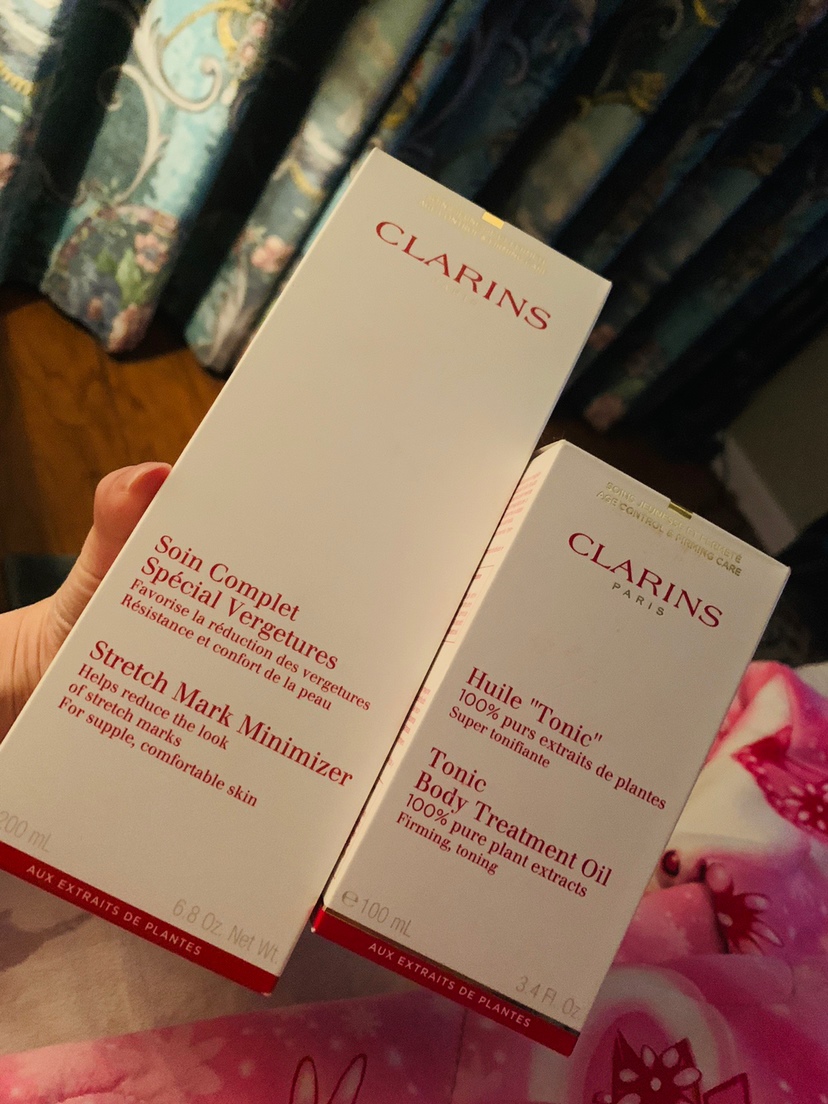 CLARINS
Soin Complet
Spécial Vergetures
Favorise la réduction des vergetures
Résistance et confort de la peau
Stretch Mark Minimizer
Helps reduce the look
of stretch marks
For supple, comfortable skin
200 mL
6.8 Oz. Net Wt.
AUX EXTRAITS DE PLANTES
AGE CONTROL & FIRMING CARE
CLARINS
PARIS
Huile "Tonic"
100% purs extraits de plantes
Super tonifiante
Tonic
Body Treatment Oil
100% pure plant extracts
Firming, toning
℮100 mL
3.4 Fl. Oz.
AUX EXTRAITS DE PLANTES